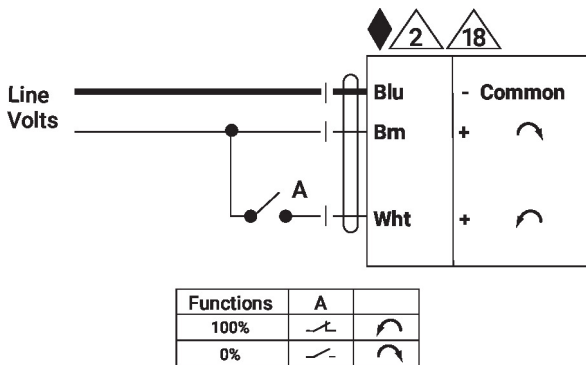 2 18
Line Volts
Blu - Common
Brn +
A
Wht +
Functions A
100%
0%